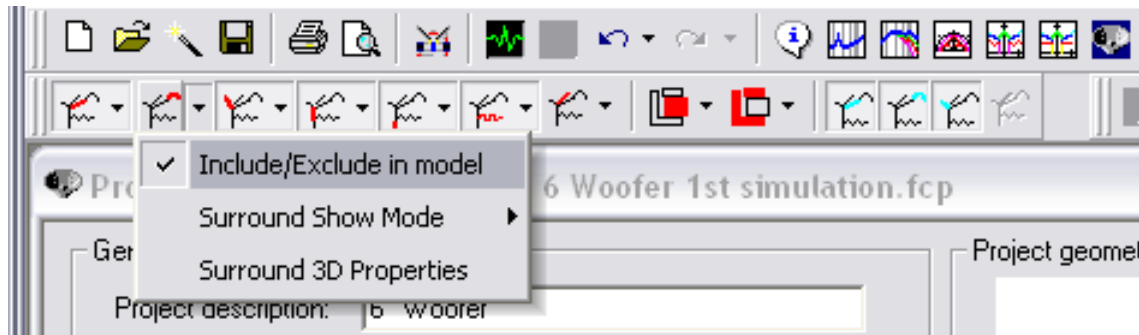 Include/Exclude in model
Pro 6 Woofer 1st simulation.fcp
Surround Show Mode
Ger Project geomet
Surround 3D Properties
Project description: 6 Woofer